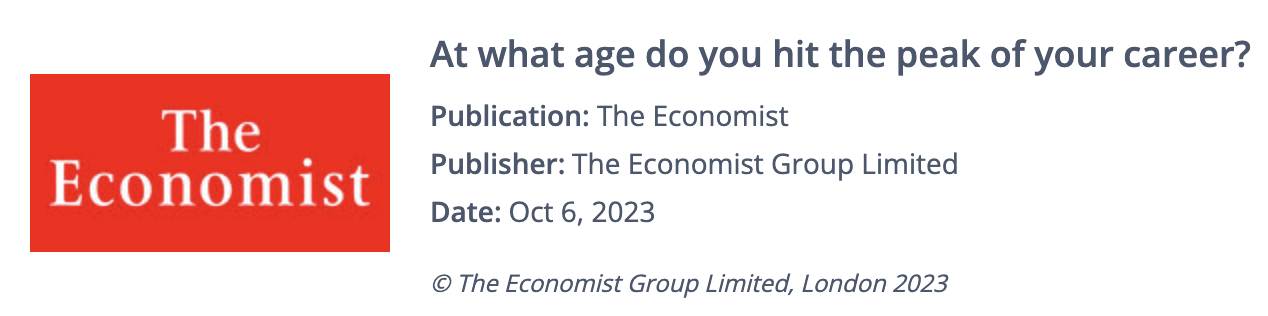 The
Economist
At what age do you hit the peak of your career?
Publication: The Economist
Publisher: The Economist Group Limited
Date: Oct 6, 2023
© The Economist Group Limited, London 2023